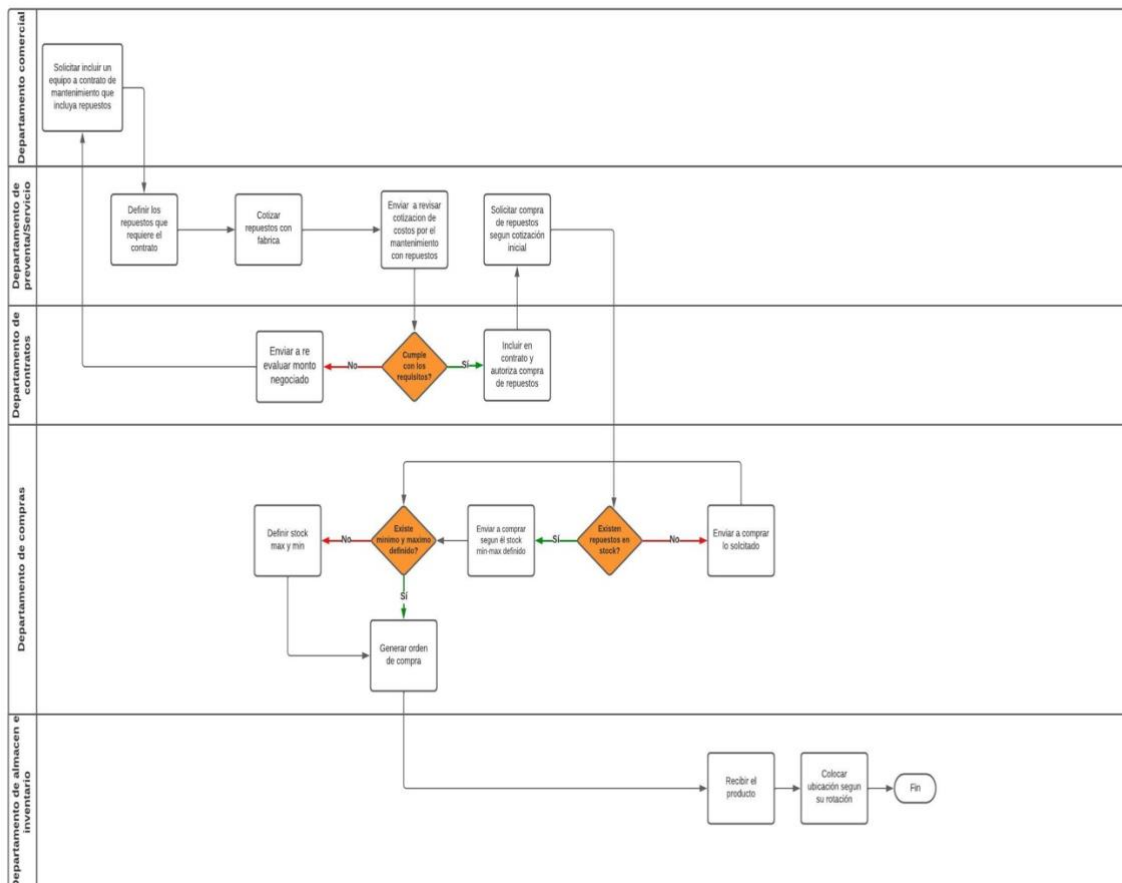 Departamento comercial
Solicitar incluir un
equipo a contrato de
mantenimiento que
incluya repuestos
Departamento de
preventa/Servicio
Definir los
repuestos que
requiere el
contrato
Cotizar
repuestos con
fabrica
Enviar a revisar
cotizacion de
costos por el
mantenimiento
con repuestos
Solicitar compra
de repuestos
segun cotización
inicial
Departamento de
contratos
Enviar a re
evaluar monto
negociado
No
Cumple
con los
requisitos?
Sí
Incluir en
contrato y
autoriza compra
de repuestos
Departamento de compras
Definir stock
max y min
No
Existe
minimo y maximo
definido?
Sí
Enviar a comprar
segun él stock
min-max definido
Sí
Existen
repuestos en
stock?
No
Enviar a comprar
lo solcitado
Generar orden
de compra
Departamento de almacen e
inventario
Recibir el
producto
Colocar
ubicación segun
su rotación
Fin